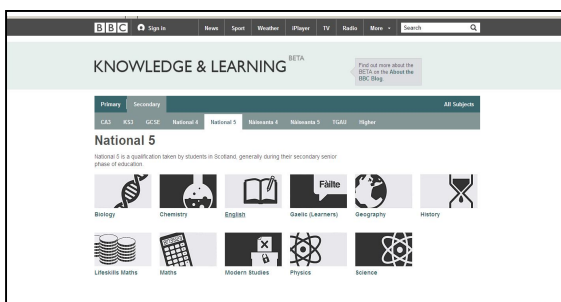 BBC Sign in News Sport Weather iPlayer TV Radio More Search
KNOWLEDGE & LEARNING BETA
Find out more about the
BETA on the About the
BBC Blog.
Primary Secondary All Subjects
CA3 KS3 GCSE National 4 National 5 Nàiseanta 4 Nàiseanta 5 TGAU Higher
National 5
National 5 is a qualification taken by students in Scotland, generally during their secondary senior
phase of education.
Fàilte
Biology Chemistry English Gaelic (Learners) Geography History
X
Lifeskills Maths Maths Modern Studies Physics Science